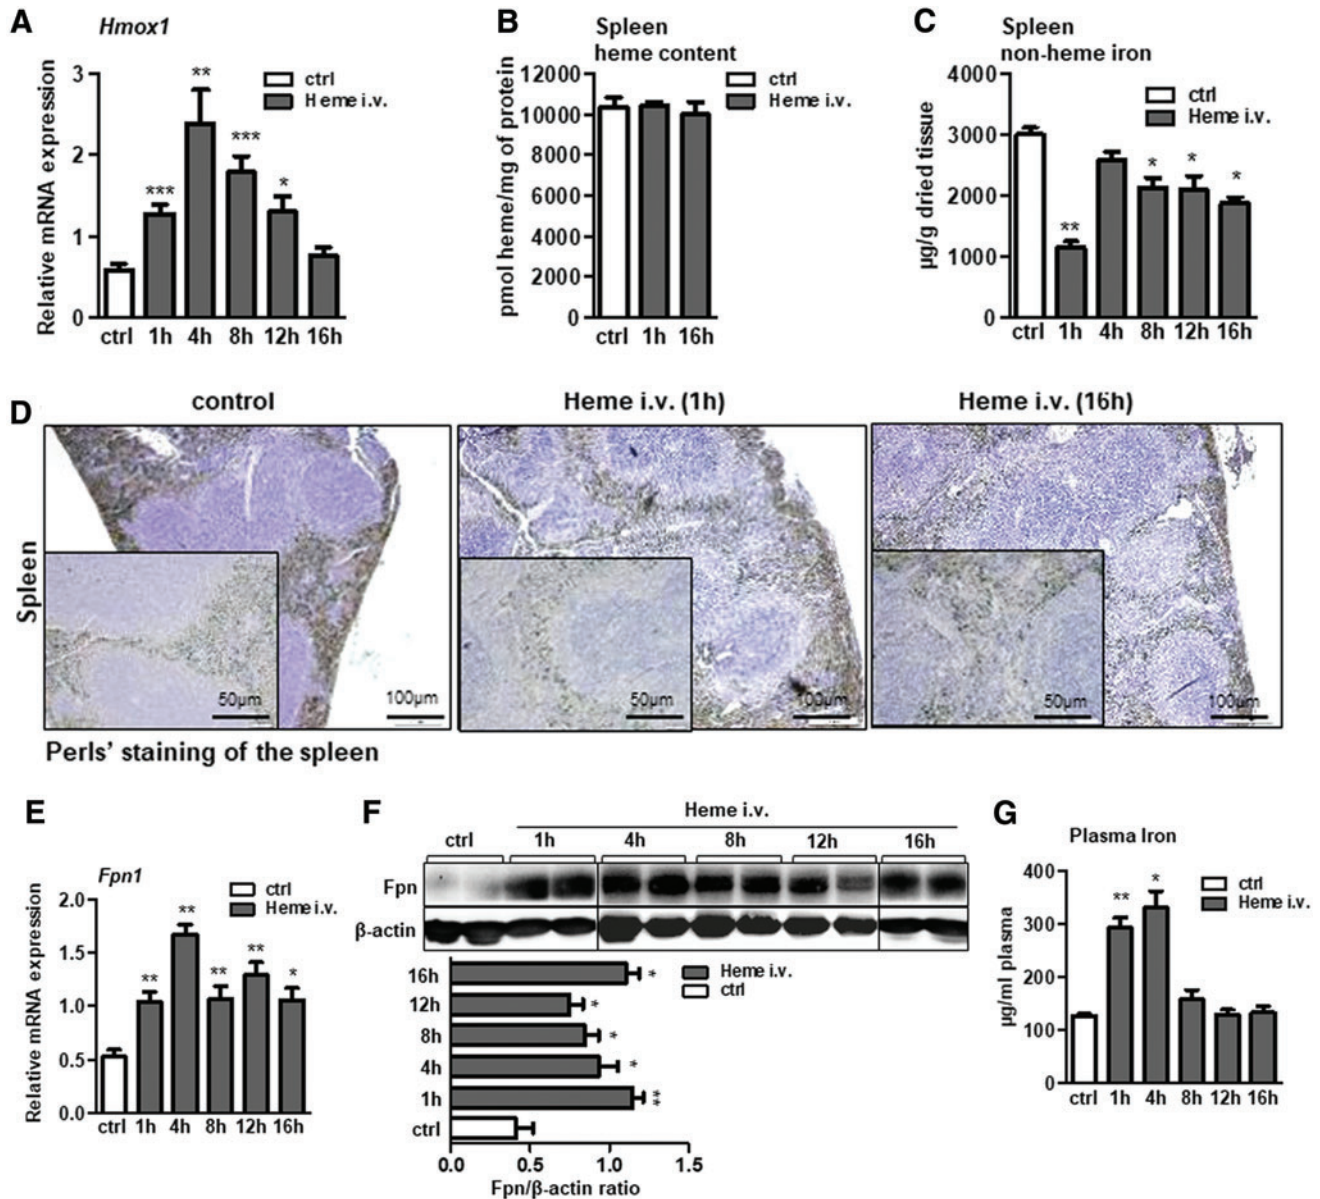 A
Hmox1
Relative mRNA expression
3
2
1
0
** 
***
***
*
ctrl
Heme i.v.
ctrl 1h 4h 8h 12h 16h
B
Spleen
heme content
pmol heme/mg of protein
12000
10000
8000
6000
4000
2000
0
ctrl
Heme i.v.
ctrl 1h 16h
C
Spleen
non-heme iron
µg/g dried tissue
4000
3000
2000
1000
0
ctrl
Heme i.v.
**
* * *
ctrl 1h 4h 8h 12h 16h
D
control
Heme i.v. (1h)
Heme i.v. (16h)
Spleen
50µm
100µm
50µm
100µm
50µm
100µm
Perls' staining of the spleen
E
Fpn1
Relative mRNA expression
2.0
1.5
1.0
0.5
0.0
ctrl
Heme i.v.
** ** ** ** *
ctrl 1h 4h 8h 12h 16h
F
Heme i.v.
ctrl 1h 4h 8h 12h 16h
Fpn
β-actin
16h *
12h *
8h *
4h *
1h **
ctrl
Heme i.v.
ctrl
0.0 0.5 1.0 1.5
Fpn/β-actin ratio
G
Plasma Iron
µg/ml plasma
400
300
200
100
0
ctrl
Heme i.v.
** *
ctrl 1h 4h 8h 12h 16h